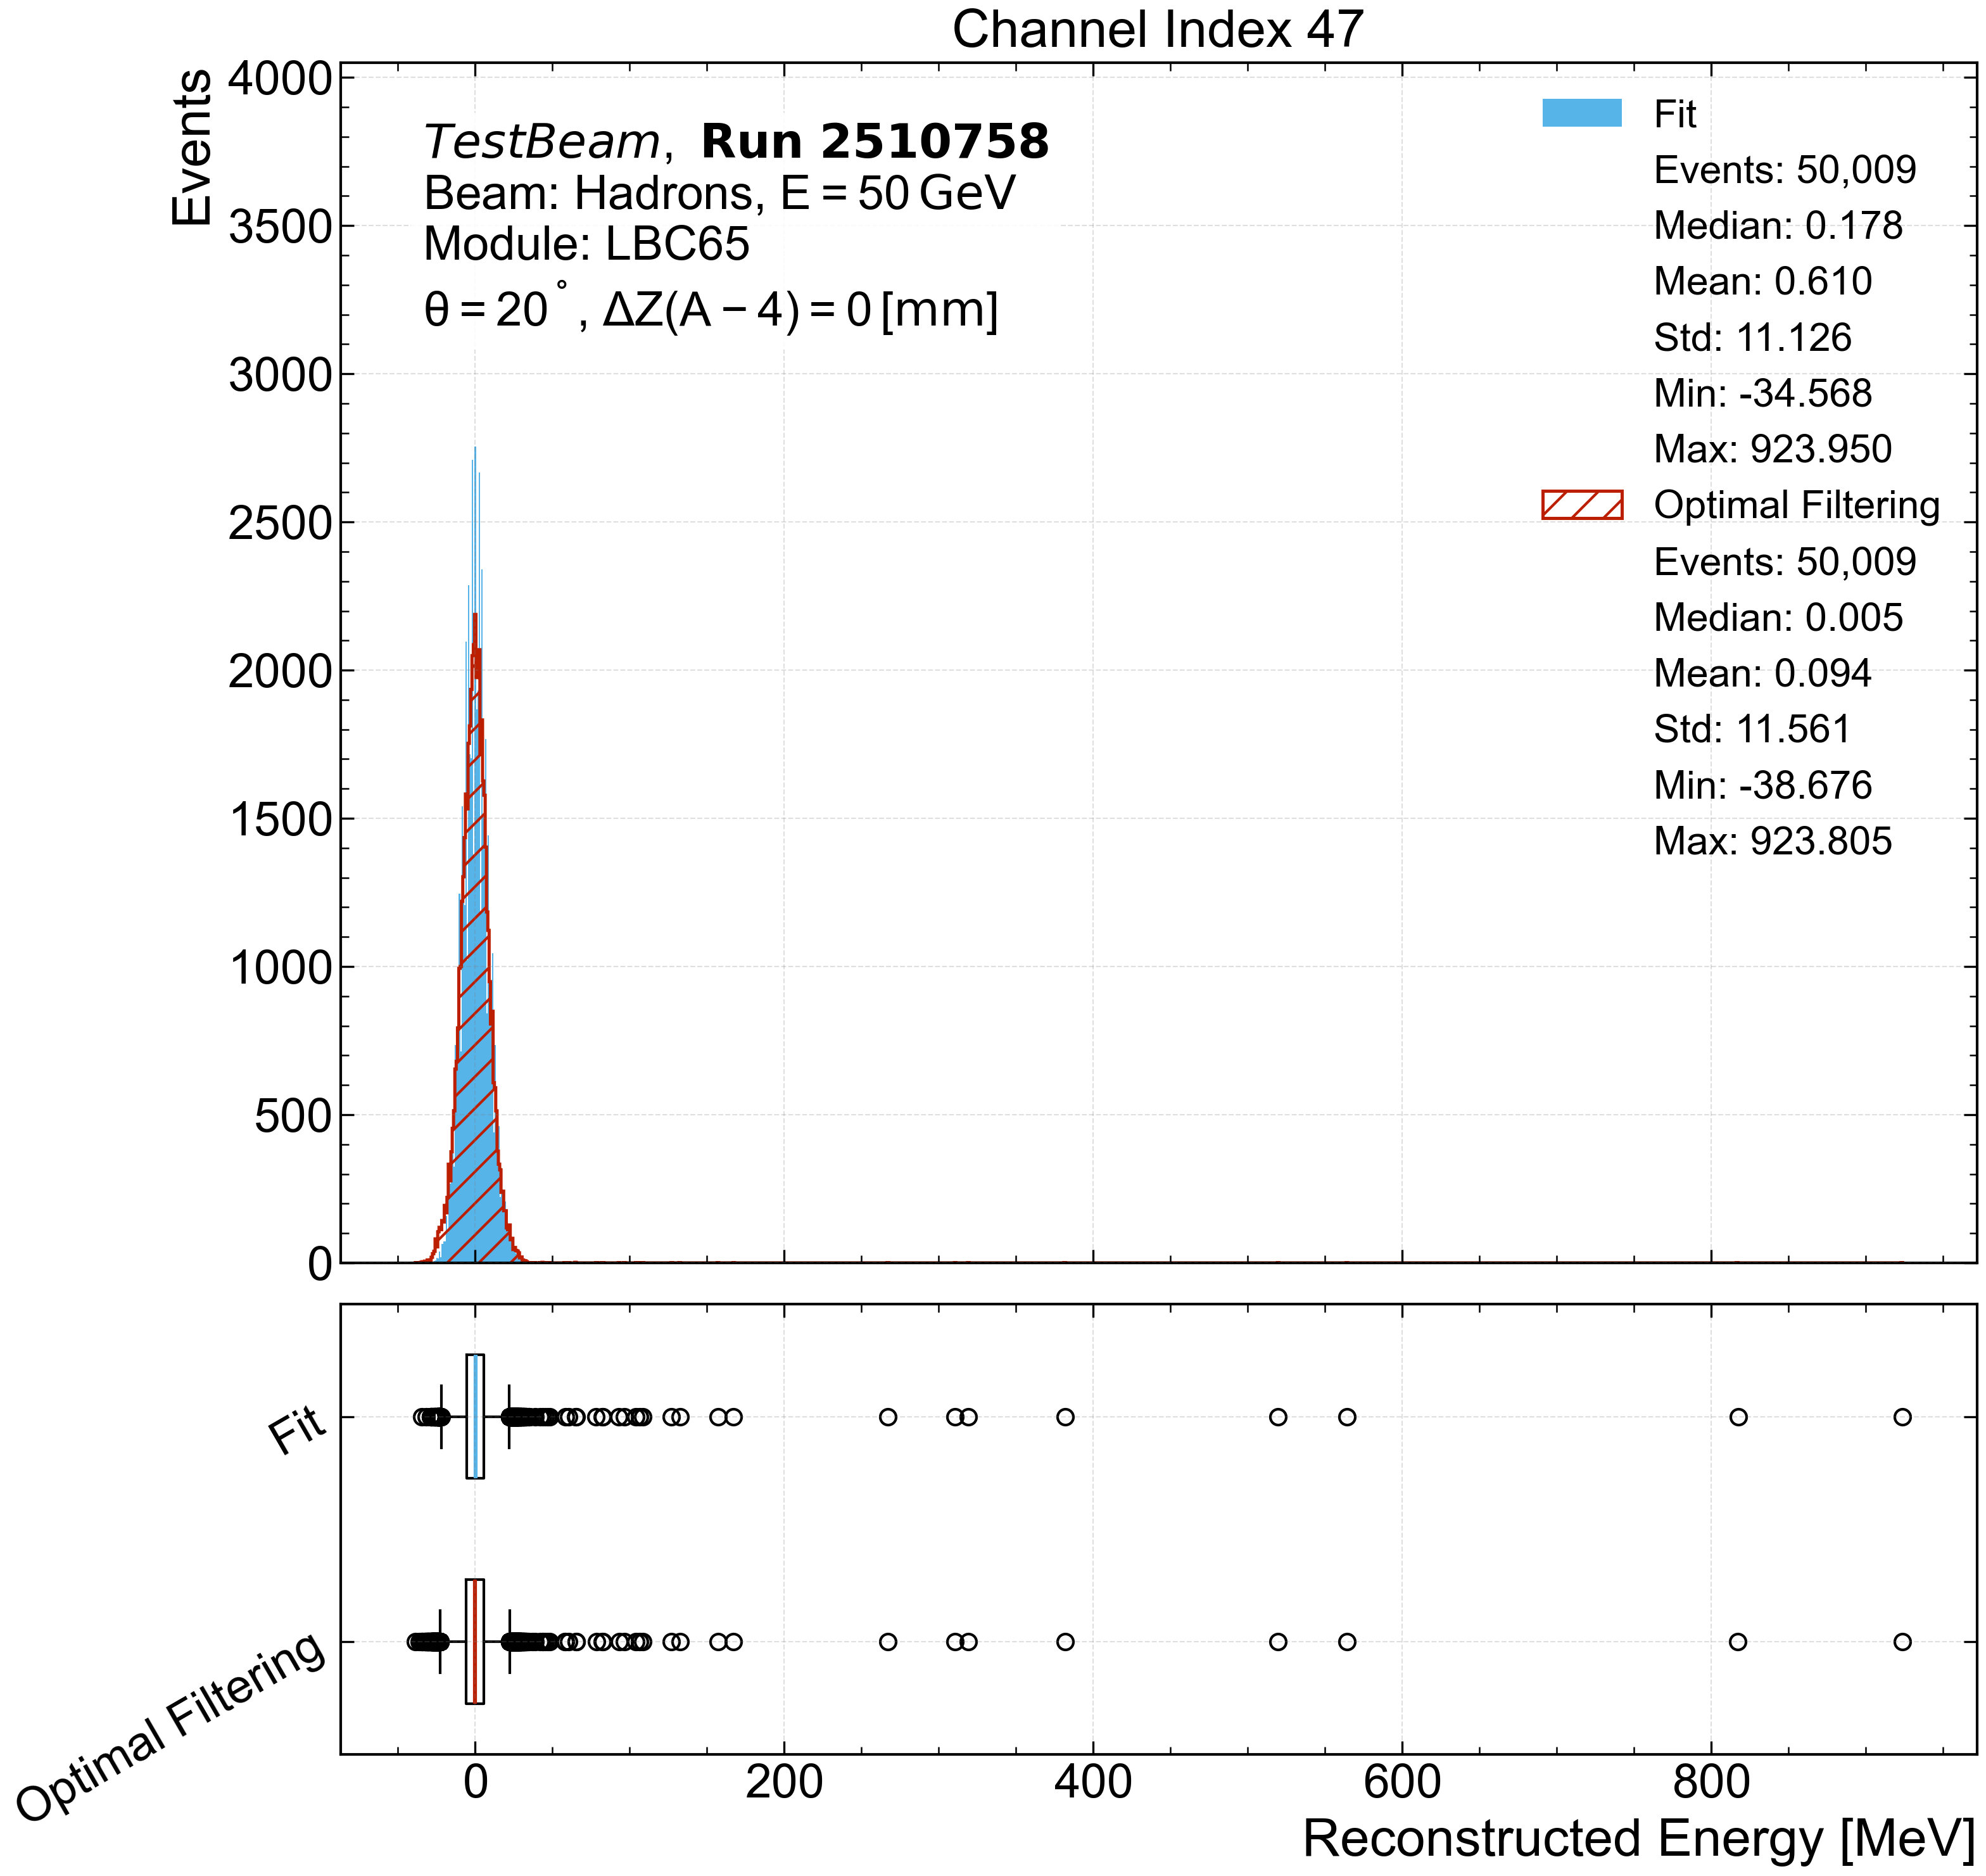 Channel Index 47
Events
4000
3500
3000
2500
2000
1500
1000
500
0
TestBeam, Run 2510758
Beam: Hadrons, E = 50 GeV
Module: LBC65
θ = 20°, ΔZ(A − 4) = 0 [mm]
Fit
Events: 50,009
Median: 0.178
Mean: 0.610
Std: 11.126
Min: -34.568
Max: 923.950
Optimal Filtering
Events: 50,009
Median: 0.005
Mean: 0.094
Std: 11.561
Min: -38.676
Max: 923.805
Fit
Optimal Filtering
0 200 400 600 800
Reconstructed Energy [MeV]